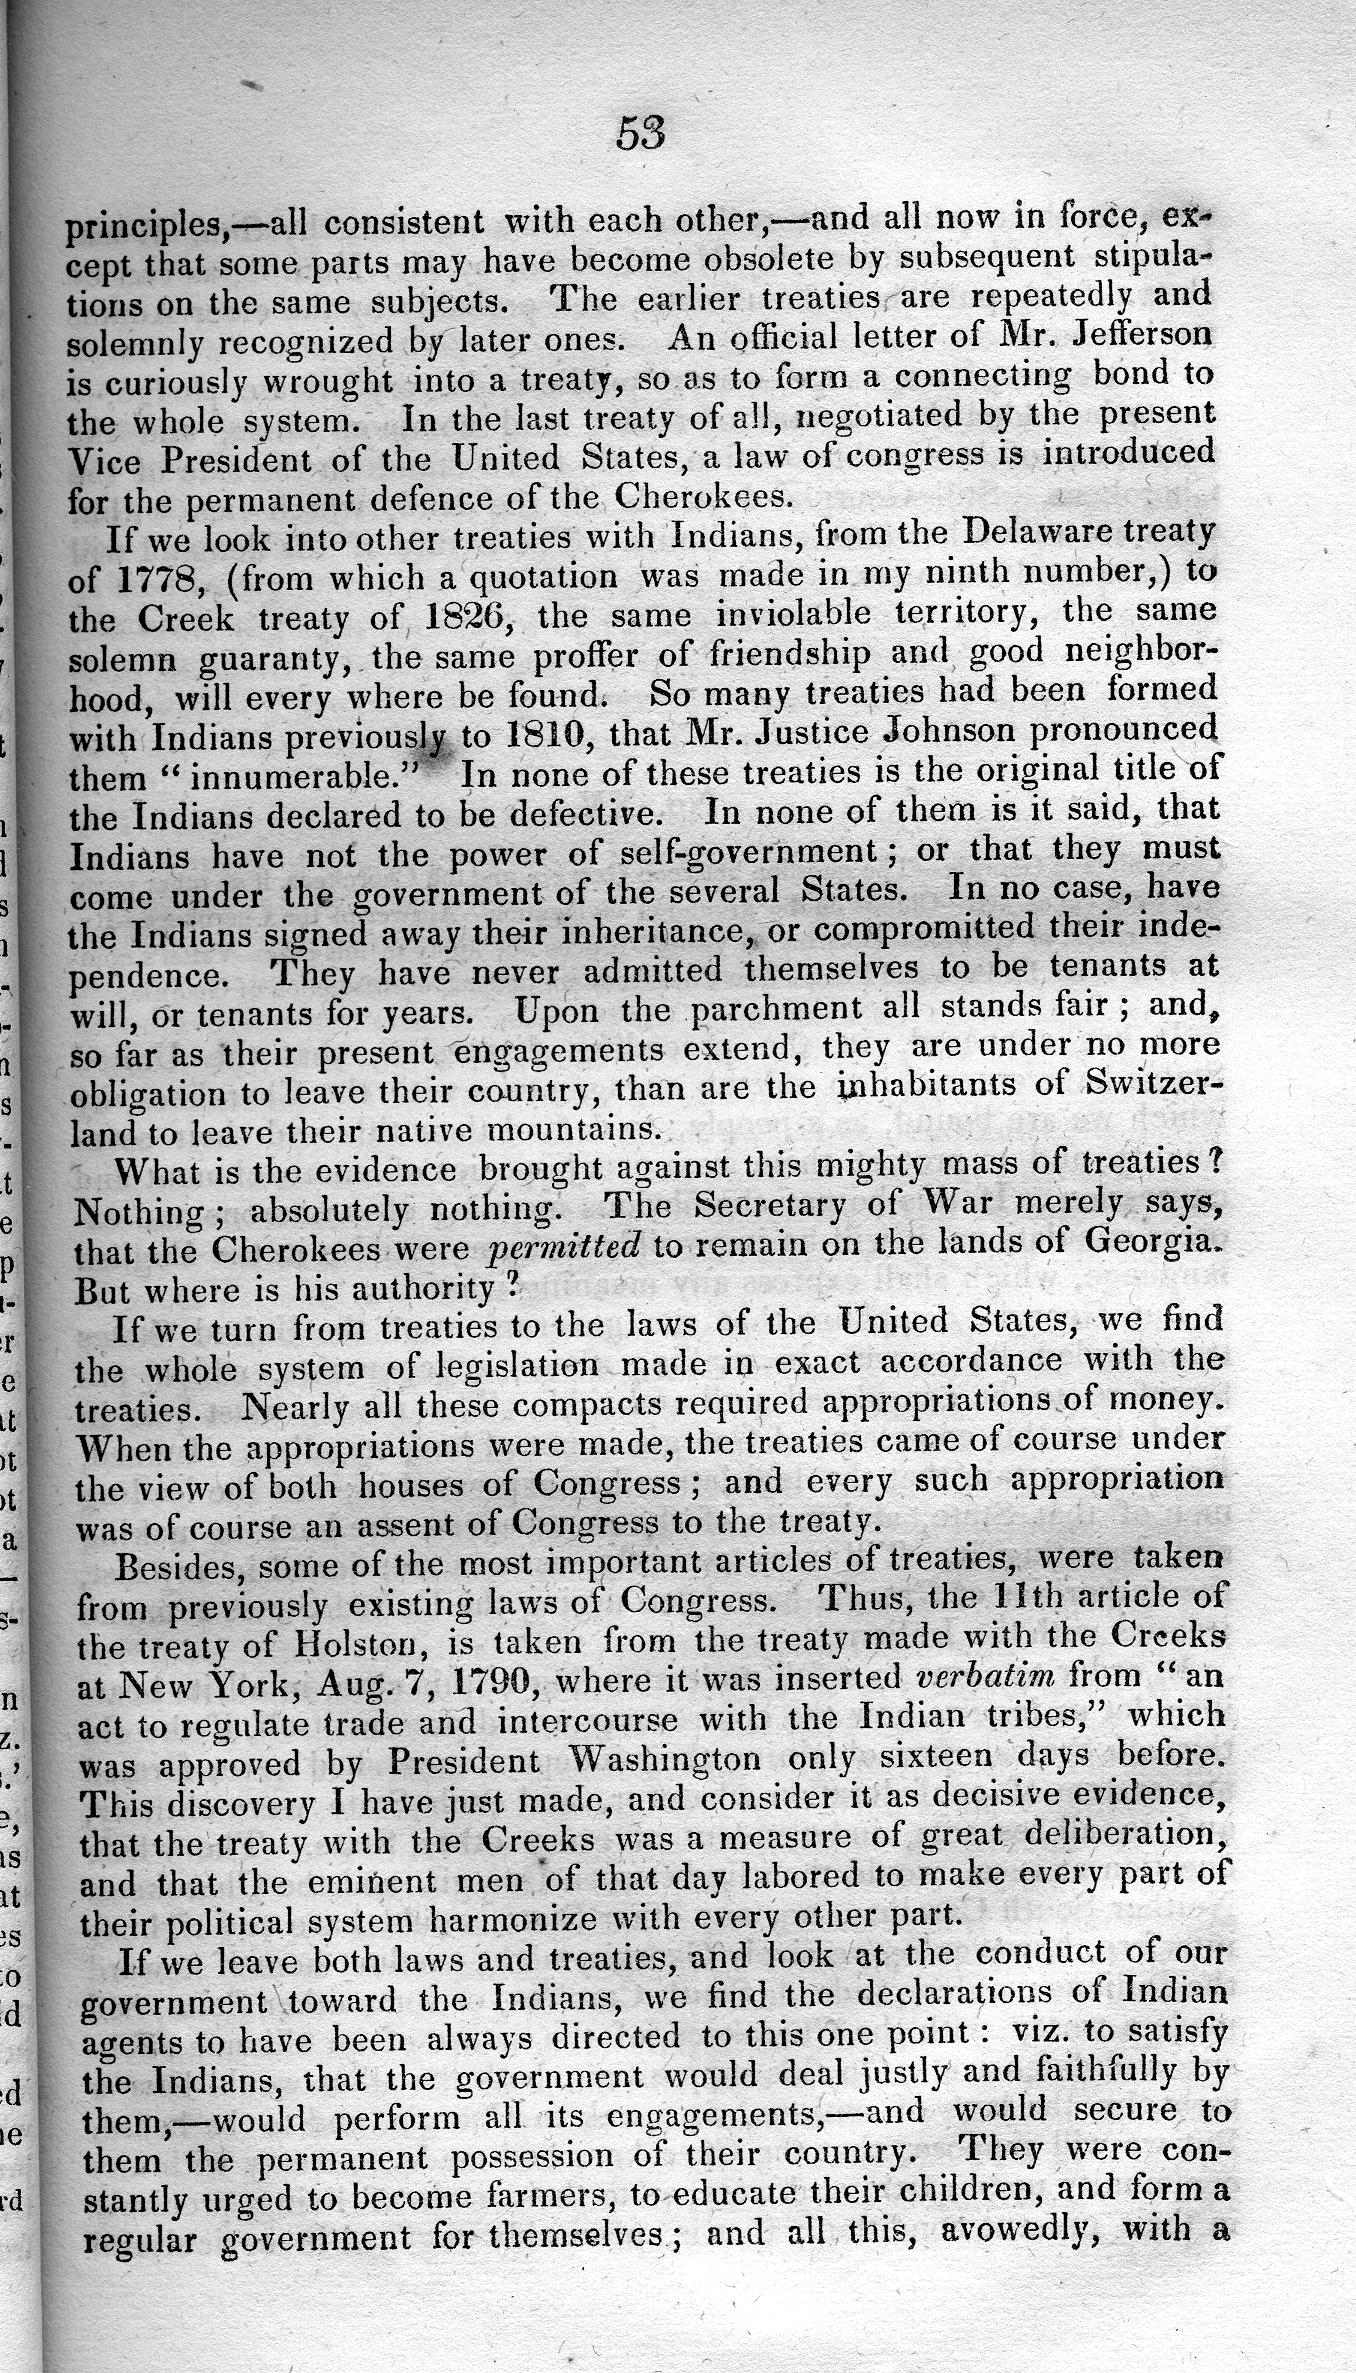 53
principles,—all consistent with each other,—and all now in force, ex-
cept that some parts may have become obsolete by subsequent stipula-
tions on the same subjects. The earlier treaties are repeatedly and
solemnly recognized by later ones. An official letter of Mr. Jefferson
is curiously wrought into a treaty, so as to form a connecting bond to
the whole system. In the last treaty of all, negotiated by the present
Vice President of the United States, a law of congress is introduced
for the permanent defence of the Cherokees.
If we look into other treaties with Indians, from the Delaware treaty
of 1778, (from which a quotation was made in my ninth number,) to
the Creek treaty of 1826, the same inviolable territory, the same
solemn guaranty, the same proffer of friendship and good neighbor-
hood, will every where be found. So many treaties had been formed
with Indians previously to 1810, that Mr. Justice Johnson pronounced
them "innumerable." In none of these treaties is the original title of
the Indians declared to be defective. In none of them is it said, that
Indians have not the power of self-government; or that they must
come under the government of the several States. In no case, have
the Indians signed away their inheritance, or compromitted their inde-
pendence. They have never admitted themselves to be tenants at
will, or tenants for years. Upon the parchment all stands fair; and,
so far as their present engagements extend, they are under no more
obligation to leave their country, than are the inhabitants of Switzer-
land to leave their native mountains.
What is the evidence brought against this mighty mass of treaties?
Nothing; absolutely nothing. The Secretary of War merely says,
that the Cherokees were permitted to remain on the lands of Georgia.
But where is his authority?
If we turn from treaties to the laws of the United States, we find
the whole system of legislation made in exact accordance with the
treaties. Nearly all these compacts required appropriations of money.
When the appropriations were made, the treaties came of course under
the view of both houses of Congress; and every such appropriation
was of course an assent of Congress to the treaty.
Besides, some of the most important articles of treaties, were taken
from previously existing laws of Congress. Thus, the 11th article of
the treaty of Holston, is taken from the treaty made with the Creeks
at New York, Aug. 7, 1790, where it was inserted verbatim from "an
act to regulate trade and intercourse with the Indian tribes," which
was approved by President Washington only sixteen days before.
This discovery I have just made, and consider it as decisive evidence,
that the treaty with the Creeks was a measure of great deliberation,
and that the eminent men of that day labored to make every part of
their political system harmonize with every other part.
If we leave both laws and treaties, and look at the conduct of our
government toward the Indians, we find the declarations of Indian
agents to have been always directed to this one point: viz. to satisfy
the Indians, that the government would deal justly and faithfully by
them,—would perform all its engagements,—and would secure to
them the permanent possession of their country. They were con-
stantly urged to become farmers, to educate their children, and form a
regular government for themselves; and all this, avowedly, with a